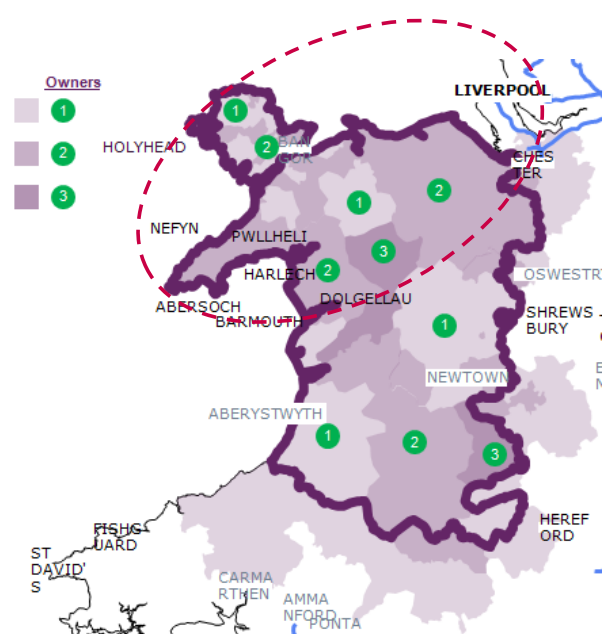 LIVERPOOL
Owners
1
1
2
2
BAN
GOR
HOLYHEAD
CHES
TER
3
2
1
NEFYN
PWLLHELI
3
HARLECH
2
OSWESTRY
DOLGELLAU
ABERSOCH
BARMOUTH
SHREWS
BURY
1
NEWTOWN
ABERYSTWYTH
1
2
3
HEREF
ORD
FISHG
UARD
ST
DAVID'
S
CARMA
RTHEN
AMMA
NFORD
PONTA